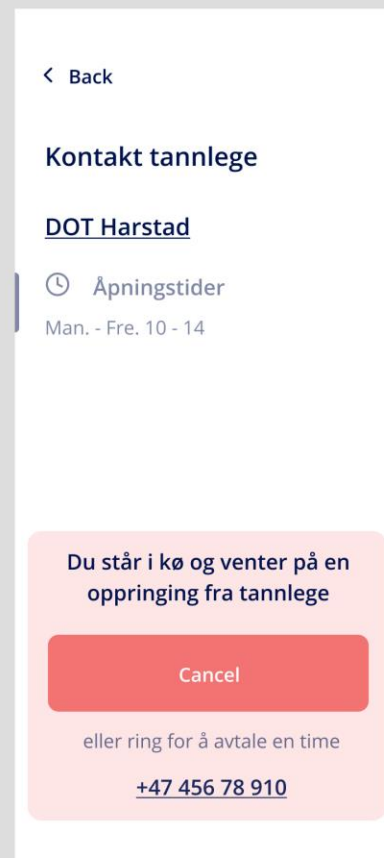 Back
Kontakt tannlege
DOT Harstad
Åpningstider
Man. - Fre. 10 - 14
Du står i kø og venter på en
oppringing fra tannlege
Cancel
eller ring for å avtale en time
+47 456 78 910